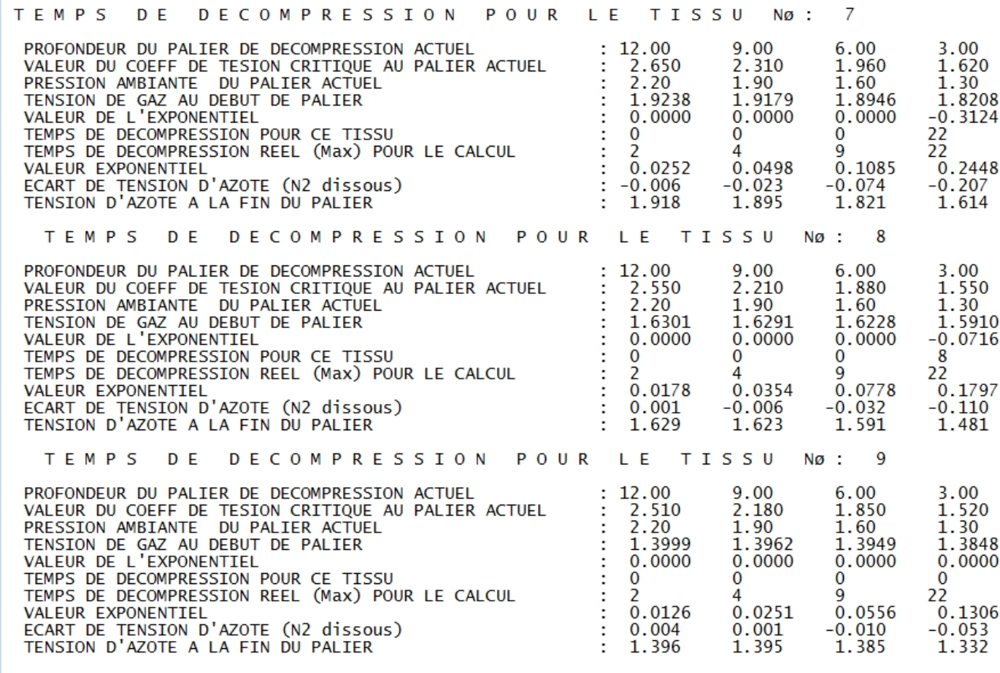 T E M P S   D E   D E C O M P R E S S I O N   P O U R   L E   T I S S U   Nø :   7
PROFONDEUR DU PALIER DE DECOMPRESSION ACTUEL : 12.00 9.00 6.00 3.00
VALEUR DU COEFF DE TESION CRITIQUE AU PALIER ACTUEL : 2.650 2.310 1.960 1.620
PRESSION AMBIANTE  DU PALIER ACTUEL : 2.20 1.90 1.60 1.30
TENSION DE GAZ AU DEBUT DE PALIER : 1.9238 1.9179 1.8946 1.8208
VALEUR DE L'EXPONENTIEL : 0.0000 0.0000 0.0000 -0.3124
TEMPS DE DECOMPRESSION POUR CE TISSU : 0 0 0 22
TEMPS DE DECOMPRESSION REEL (Max) POUR LE CALCUL : 2 4 9 22
VALEUR EXPONENTIEL : 0.0252 0.0498 0.1085 0.2448
ECART DE TENSION D'AZOTE (N2 dissous) : -0.006 -0.023 -0.074 -0.207
TENSION D'AZOTE A LA FIN DU PALIER : 1.918 1.895 1.821 1.614
T E M P S   D E   D E C O M P R E S S I O N   P O U R   L E   T I S S U   Nø :   8
PROFONDEUR DU PALIER DE DECOMPRESSION ACTUEL : 12.00 9.00 6.00 3.00
VALEUR DU COEFF DE TESION CRITIQUE AU PALIER ACTUEL : 2.550 2.210 1.880 1.550
PRESSION AMBIANTE  DU PALIER ACTUEL : 2.20 1.90 1.60 1.30
TENSION DE GAZ AU DEBUT DE PALIER : 1.6301 1.6291 1.6228 1.5910
VALEUR DE L'EXPONENTIEL : 0.0000 0.0000 0.0000 -0.0716
TEMPS DE DECOMPRESSION POUR CE TISSU : 0 0 0 8
TEMPS DE DECOMPRESSION REEL (Max) POUR LE CALCUL : 2 4 9 22
VALEUR EXPONENTIEL : 0.0178 0.0354 0.0778 0.1797
ECART DE TENSION D'AZOTE (N2 dissous) : 0.001 -0.006 -0.032 -0.110
TENSION D'AZOTE A LA FIN DU PALIER : 1.629 1.623 1.591 1.481
T E M P S   D E   D E C O M P R E S S I O N   P O U R   L E   T I S S U   Nø :   9
PROFONDEUR DU PALIER DE DECOMPRESSION ACTUEL : 12.00 9.00 6.00 3.00
VALEUR DU COEFF DE TESION CRITIQUE AU PALIER ACTUEL : 2.510 2.180 1.850 1.520
PRESSION AMBIANTE  DU PALIER ACTUEL : 2.20 1.90 1.60 1.30
TENSION DE GAZ AU DEBUT DE PALIER : 1.3999 1.3962 1.3949 1.3848
VALEUR DE L'EXPONENTIEL : 0.0000 0.0000 0.0000 0.0000
TEMPS DE DECOMPRESSION POUR CE TISSU : 0 0 0 0
TEMPS DE DECOMPRESSION REEL (Max) POUR LE CALCUL : 2 4 9 22
VALEUR EXPONENTIEL : 0.0126 0.0251 0.0556 0.1306
ECART DE TENSION D'AZOTE (N2 dissous) : 0.004 0.001 -0.010 -0.053
TENSION D'AZOTE A LA FIN DU PALIER : 1.396 1.395 1.385 1.332